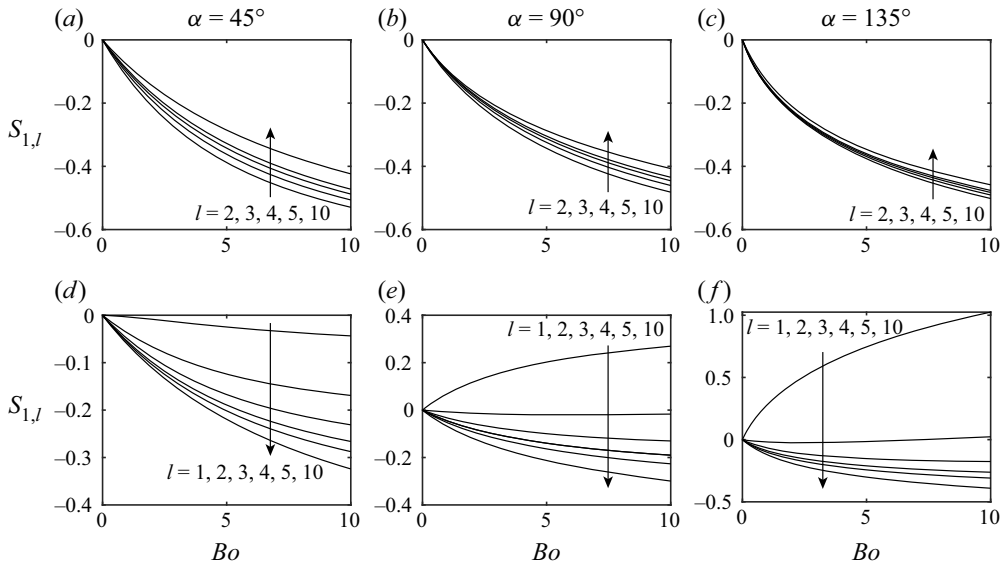 (a) α = 45° (b) α = 90° (c) α = 135°
0 0 0
–0.2 –0.2 –0.2
S1,l
–0.4 –0.4 –0.4
l = 2, 3, 4, 5, 10 l = 2, 3, 4, 5, 10 l = 2, 3, 4, 5, 10
–0.6 –0.6 –0.6
0 5 10 0 5 10 0 5 10
(d) (e) (f)
0 0.4 1.0
l = 1, 2, 3, 4, 5, 10 l = 1, 2, 3, 4, 5, 10
–0.1 0.2 0.5
S1,l
–0.2 0 0
–0.3 –0.2
l = 1, 2, 3, 4, 5, 10
–0.4 –0.4 –0.5
0 5 10 0 5 10 0 5 10
Bo Bo Bo